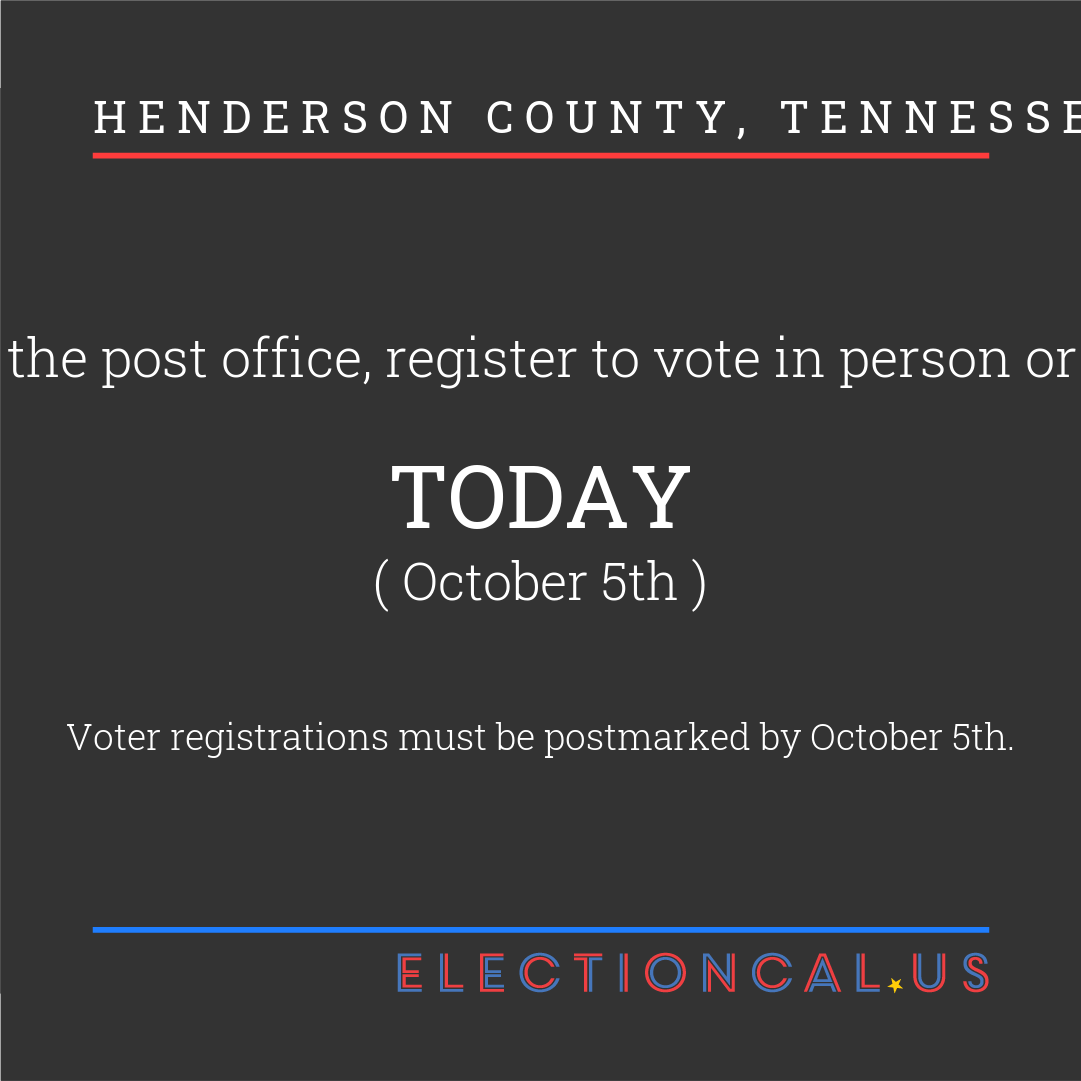 HENDERSON COUNTY, TENNESSE
the post office, register to vote in person or
TODAY
( October 5th )
Voter registrations must be postmarked by October 5th.
ELECTIONCAL.US